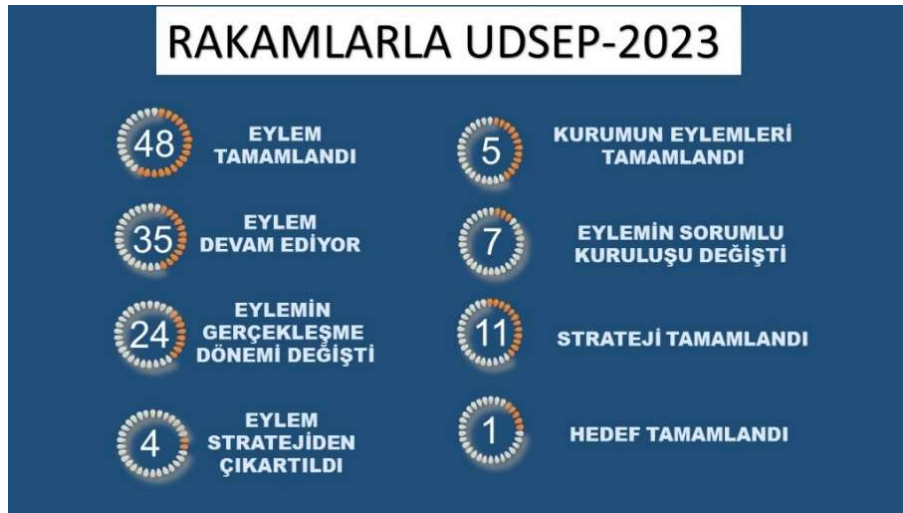 RAKAMLARLA UDSEP-2023
48
EYLEM
TAMAMLANDI
35
EYLEM
DEVAM EDİYOR
24
EYLEMİN
GERÇEKLEŞME
DÖNEMİ DEĞİŞTİ
4
EYLEM
STRATEJİDEN
ÇIKARTILDI
5
KURUMUN EYLEMLERİ
TAMAMLANDI
7
EYLEMİN SORUMLU
KURULUŞU DEĞİŞTİ
11
STRATEJİ TAMAMLANDI
1
HEDEF TAMAMLANDI